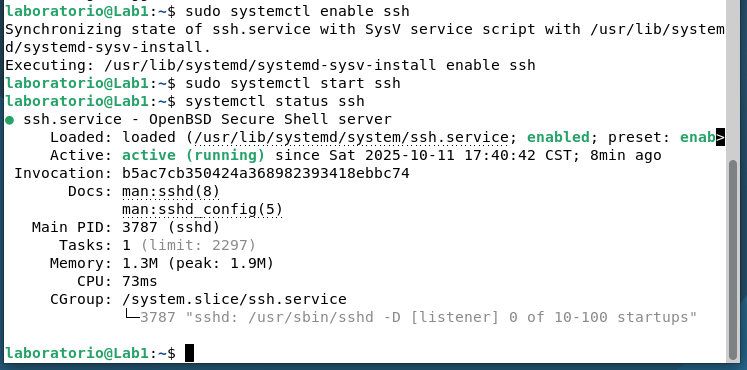 laboratorio@Lab1:~$ sudo systemctl enable ssh
Synchronizing state of ssh.service with SysV service script with /usr/lib/system
d/systemd-sysv-install.
Executing: /usr/lib/systemd/systemd-sysv-install enable ssh
laboratorio@Lab1:~$ sudo systemctl start ssh
laboratorio@Lab1:~$ systemctl status ssh
● ssh.service - OpenBSD Secure Shell server
     Loaded: loaded (/usr/lib/systemd/system/ssh.service; enabled; preset: enab>
     Active: active (running) since Sat 2025-10-11 17:40:42 CST; 8min ago
 Invocation: b5ac7cb350424a368982393418ebbc74
       Docs: man:sshd(8)
             man:sshd_config(5)
   Main PID: 3787 (sshd)
      Tasks: 1 (limit: 2297)
     Memory: 1.3M (peak: 1.9M)
        CPU: 73ms
     CGroup: /system.slice/ssh.service
             └─3787 "sshd: /usr/sbin/sshd -D [listener] 0 of 10-100 startups"
laboratorio@Lab1:~$